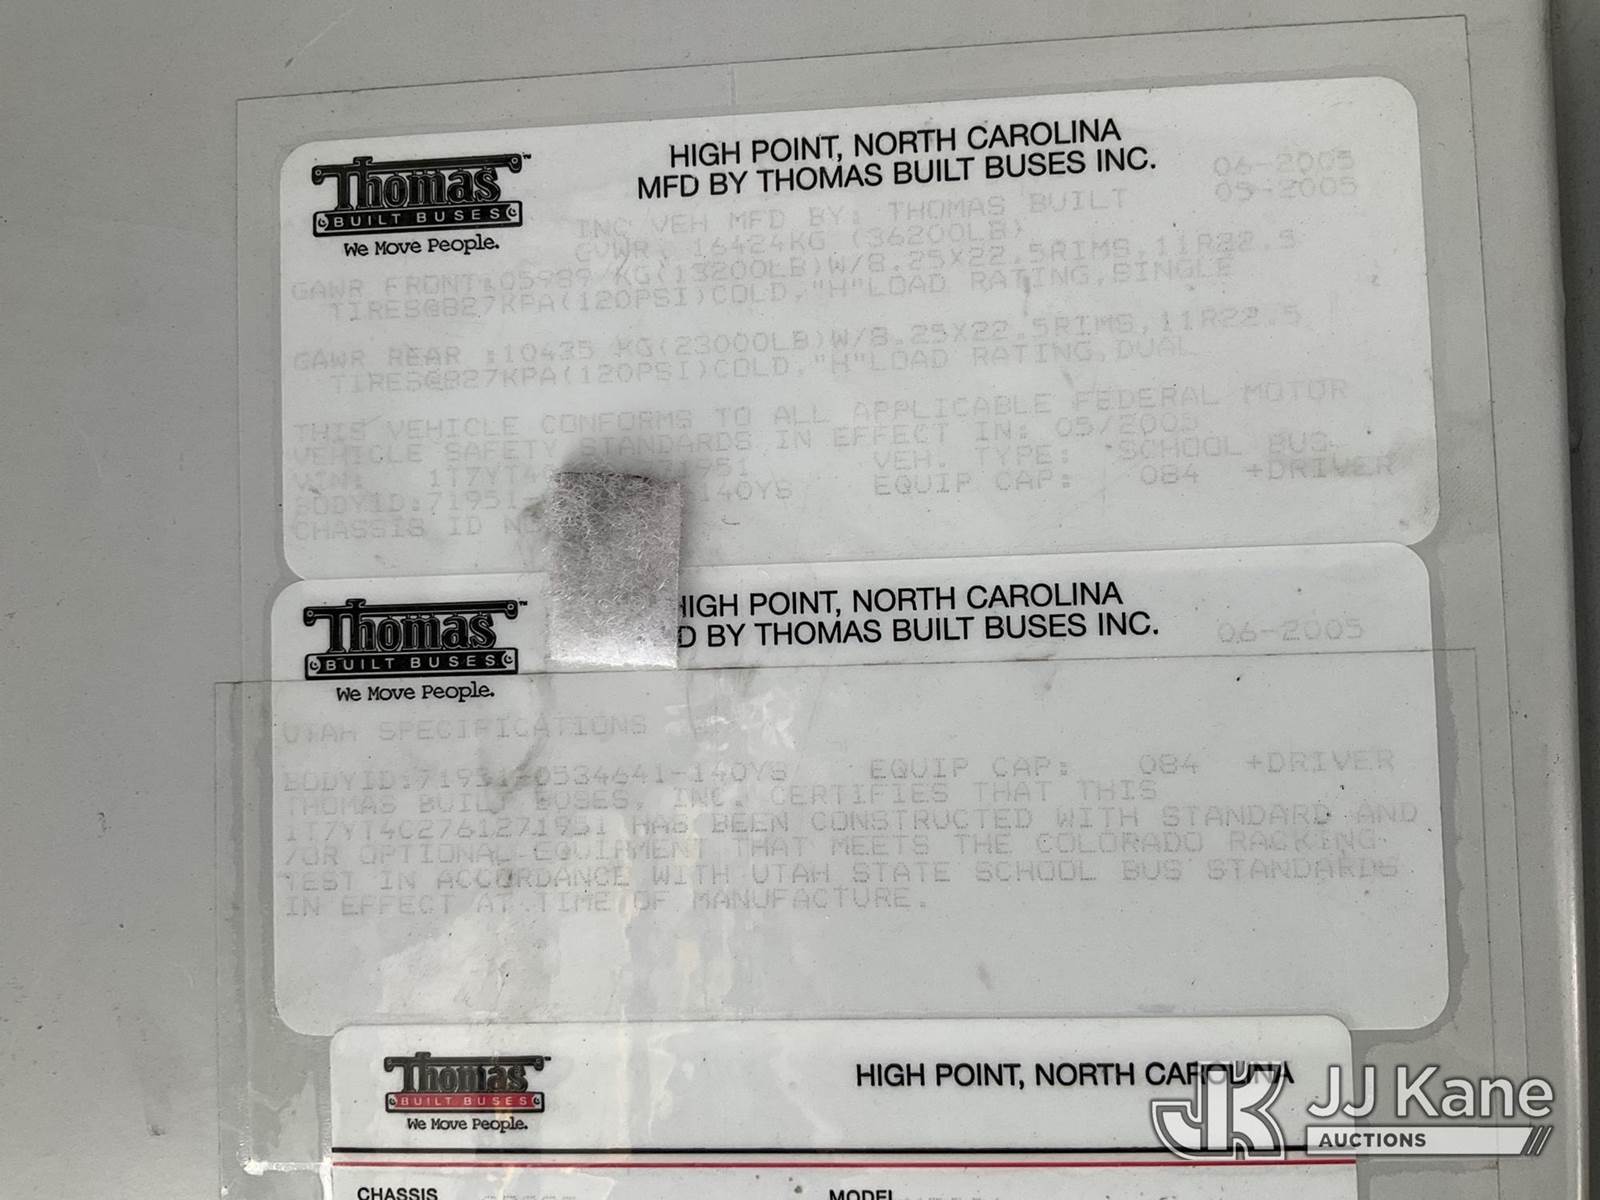 Thomas
BUILT BUSES
We Move People.
HIGH POINT, NORTH CAROLINA
MFD BY THOMAS BUILT BUSES INC.
06-2005
05-2005
INC VEH MFD BY: THOMAS BUILT
GVWR, 16424KG (36200LB)
GAWR FRONT:05989 KG(13200LB)W/8.25X22.5RIMS,11R22.5
TIRES@827KPA(120PSI)COLD,"H"LOAD RATING,SINGLE
GAWR REAR :10435 KG(23000LB)W/8.25X22.5RIMS,11R22.5
TIRES@827KPA(120PSI)COLD,"H"LOAD RATING,DUAL
THIS VEHICLE CONFORMS TO ALL APPLICABLE FEDERAL MOTOR
VEHICLE SAFETY STANDARDS IN EFFECT IN: 05/2005
VIN: 1T7YT4C 71951 VEH. TYPE: SCHOOL BUS
BODYID:71951- -140YS EQUIP CAP: 084 +DRIVER
CHASSIS ID
Thomas
BUILT BUSES
We Move People.
HIGH POINT, NORTH CAROLINA
D BY THOMAS BUILT BUSES INC.
06-2005
UTAH SPECIFICATIONS
BODYID:71951-0534641-140YS EQUIP CAP: 084 +DRIVER
THOMAS BUILT BUSES, INC. CERTIFIES THAT THIS
1T7YT4C2761271951 HAS BEEN CONSTRUCTED WITH STANDARD AND
/OR OPTIONAL EQUIPMENT THAT MEETS THE COLORADO RACKING
TEST IN ACCORDANCE WITH UTAH STATE SCHOOL BUS STANDARDS
IN EFFECT AT TIME OF MANUFACTURE.
Thomas
BUILT BUSES
We Move People.
HIGH POINT, NORTH CAROLINA
CHASSIS
MODEL
JK JJ Kane
AUCTIONS